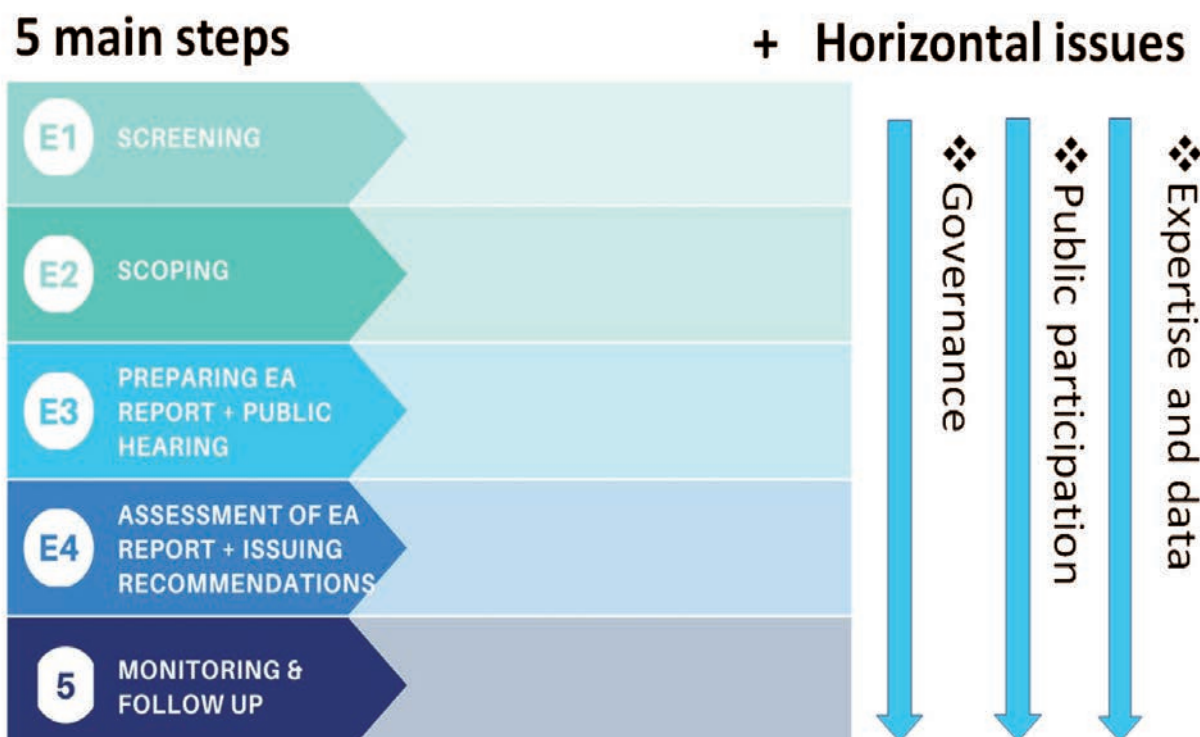 5 main steps
+ Horizontal issues
E1
SCREENING
E2
SCOPING
E3
PREPARING EA
REPORT + PUBLIC
HEARING
E4
ASSESSMENT OF EA
REPORT + ISSUING
RECOMMENDATIONS
5
MONITORING &
FOLLOW UP
❖ Governance
❖ Public participation
❖ Expertise and data